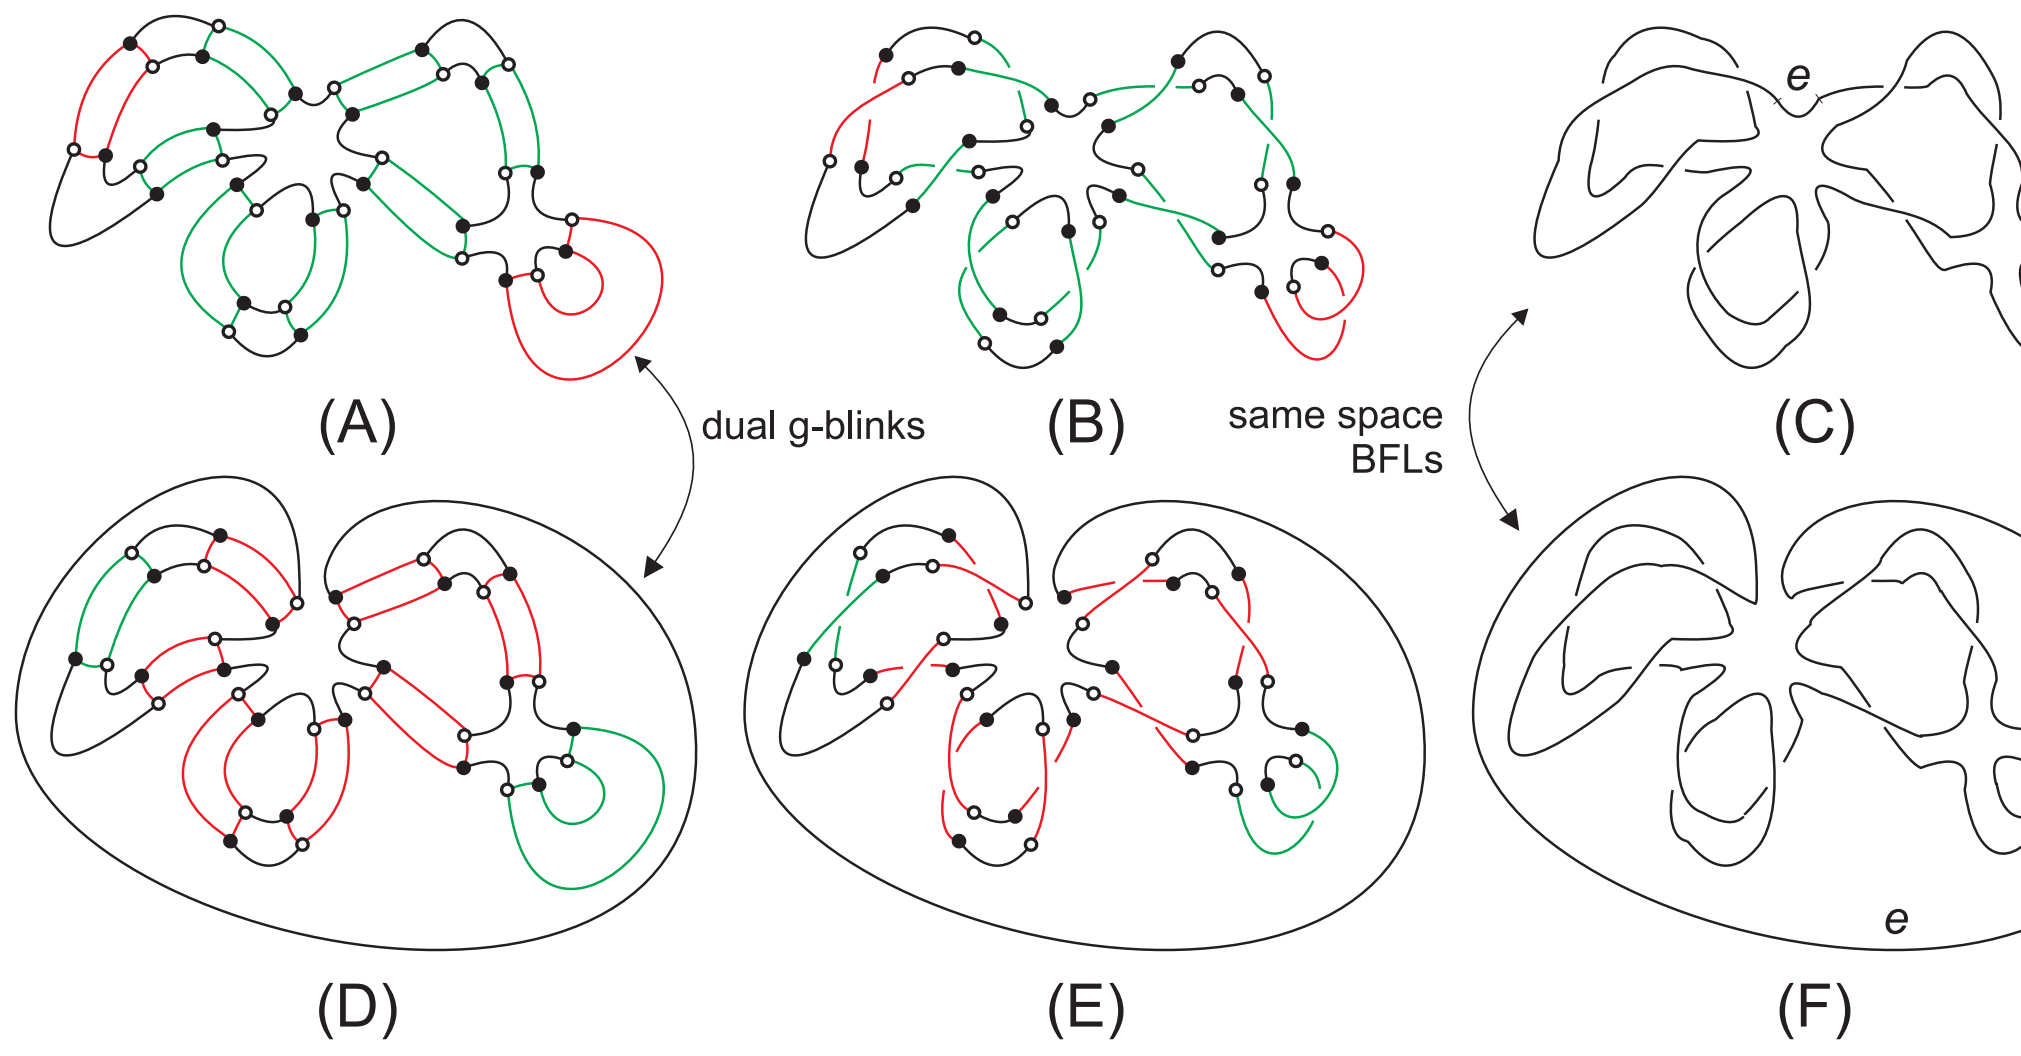 e
(A)
dual g-blinks
(B)
same space
BFLs
(C)
e
(D)
(E)
(F)